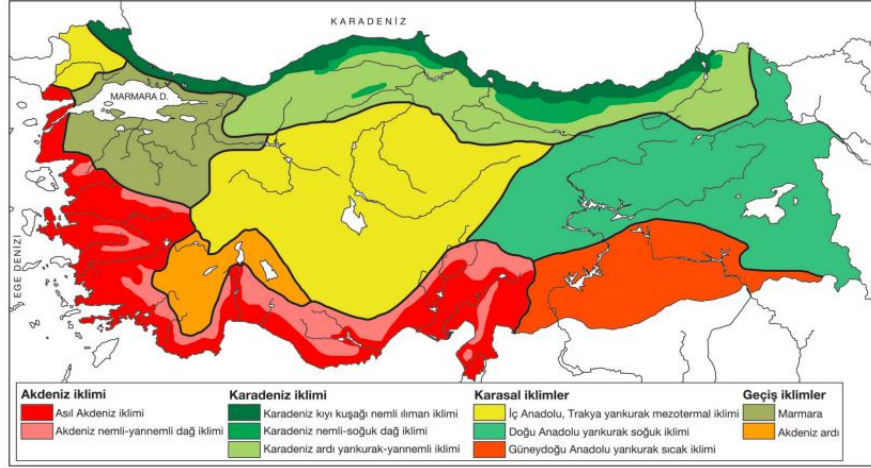 KARADENİZ
MARMARA D.
EGE DENİZİ
Akdeniz iklimi
Asıl Akdeniz iklimi
Akdeniz nemli-yarınemli dağ iklimi
Karadeniz iklimi
Karadeniz kıyı kuşağı nemli ılıman iklimi
Karadeniz nemli-soğuk dağ iklimi
Karadeniz ardı yarıkurak-yarınemli iklimi
Karasal iklimler
İç Anadolu, Trakya yarıkurak mezotermal iklimi
Doğu Anadolu yarıkurak soğuk iklimi
Güneydoğu Anadolu yarıkurak sıcak iklimi
Geçiş iklimler
Marmara
Akdeniz ardı